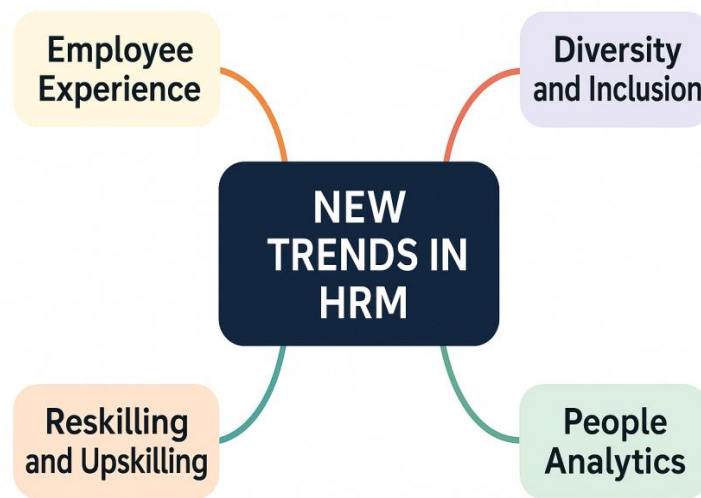 Employee
Experience
Diversity
and Inclusion
NEW
TRENDS IN
HRM
Reskilling
and Upskilling
People
Analytics